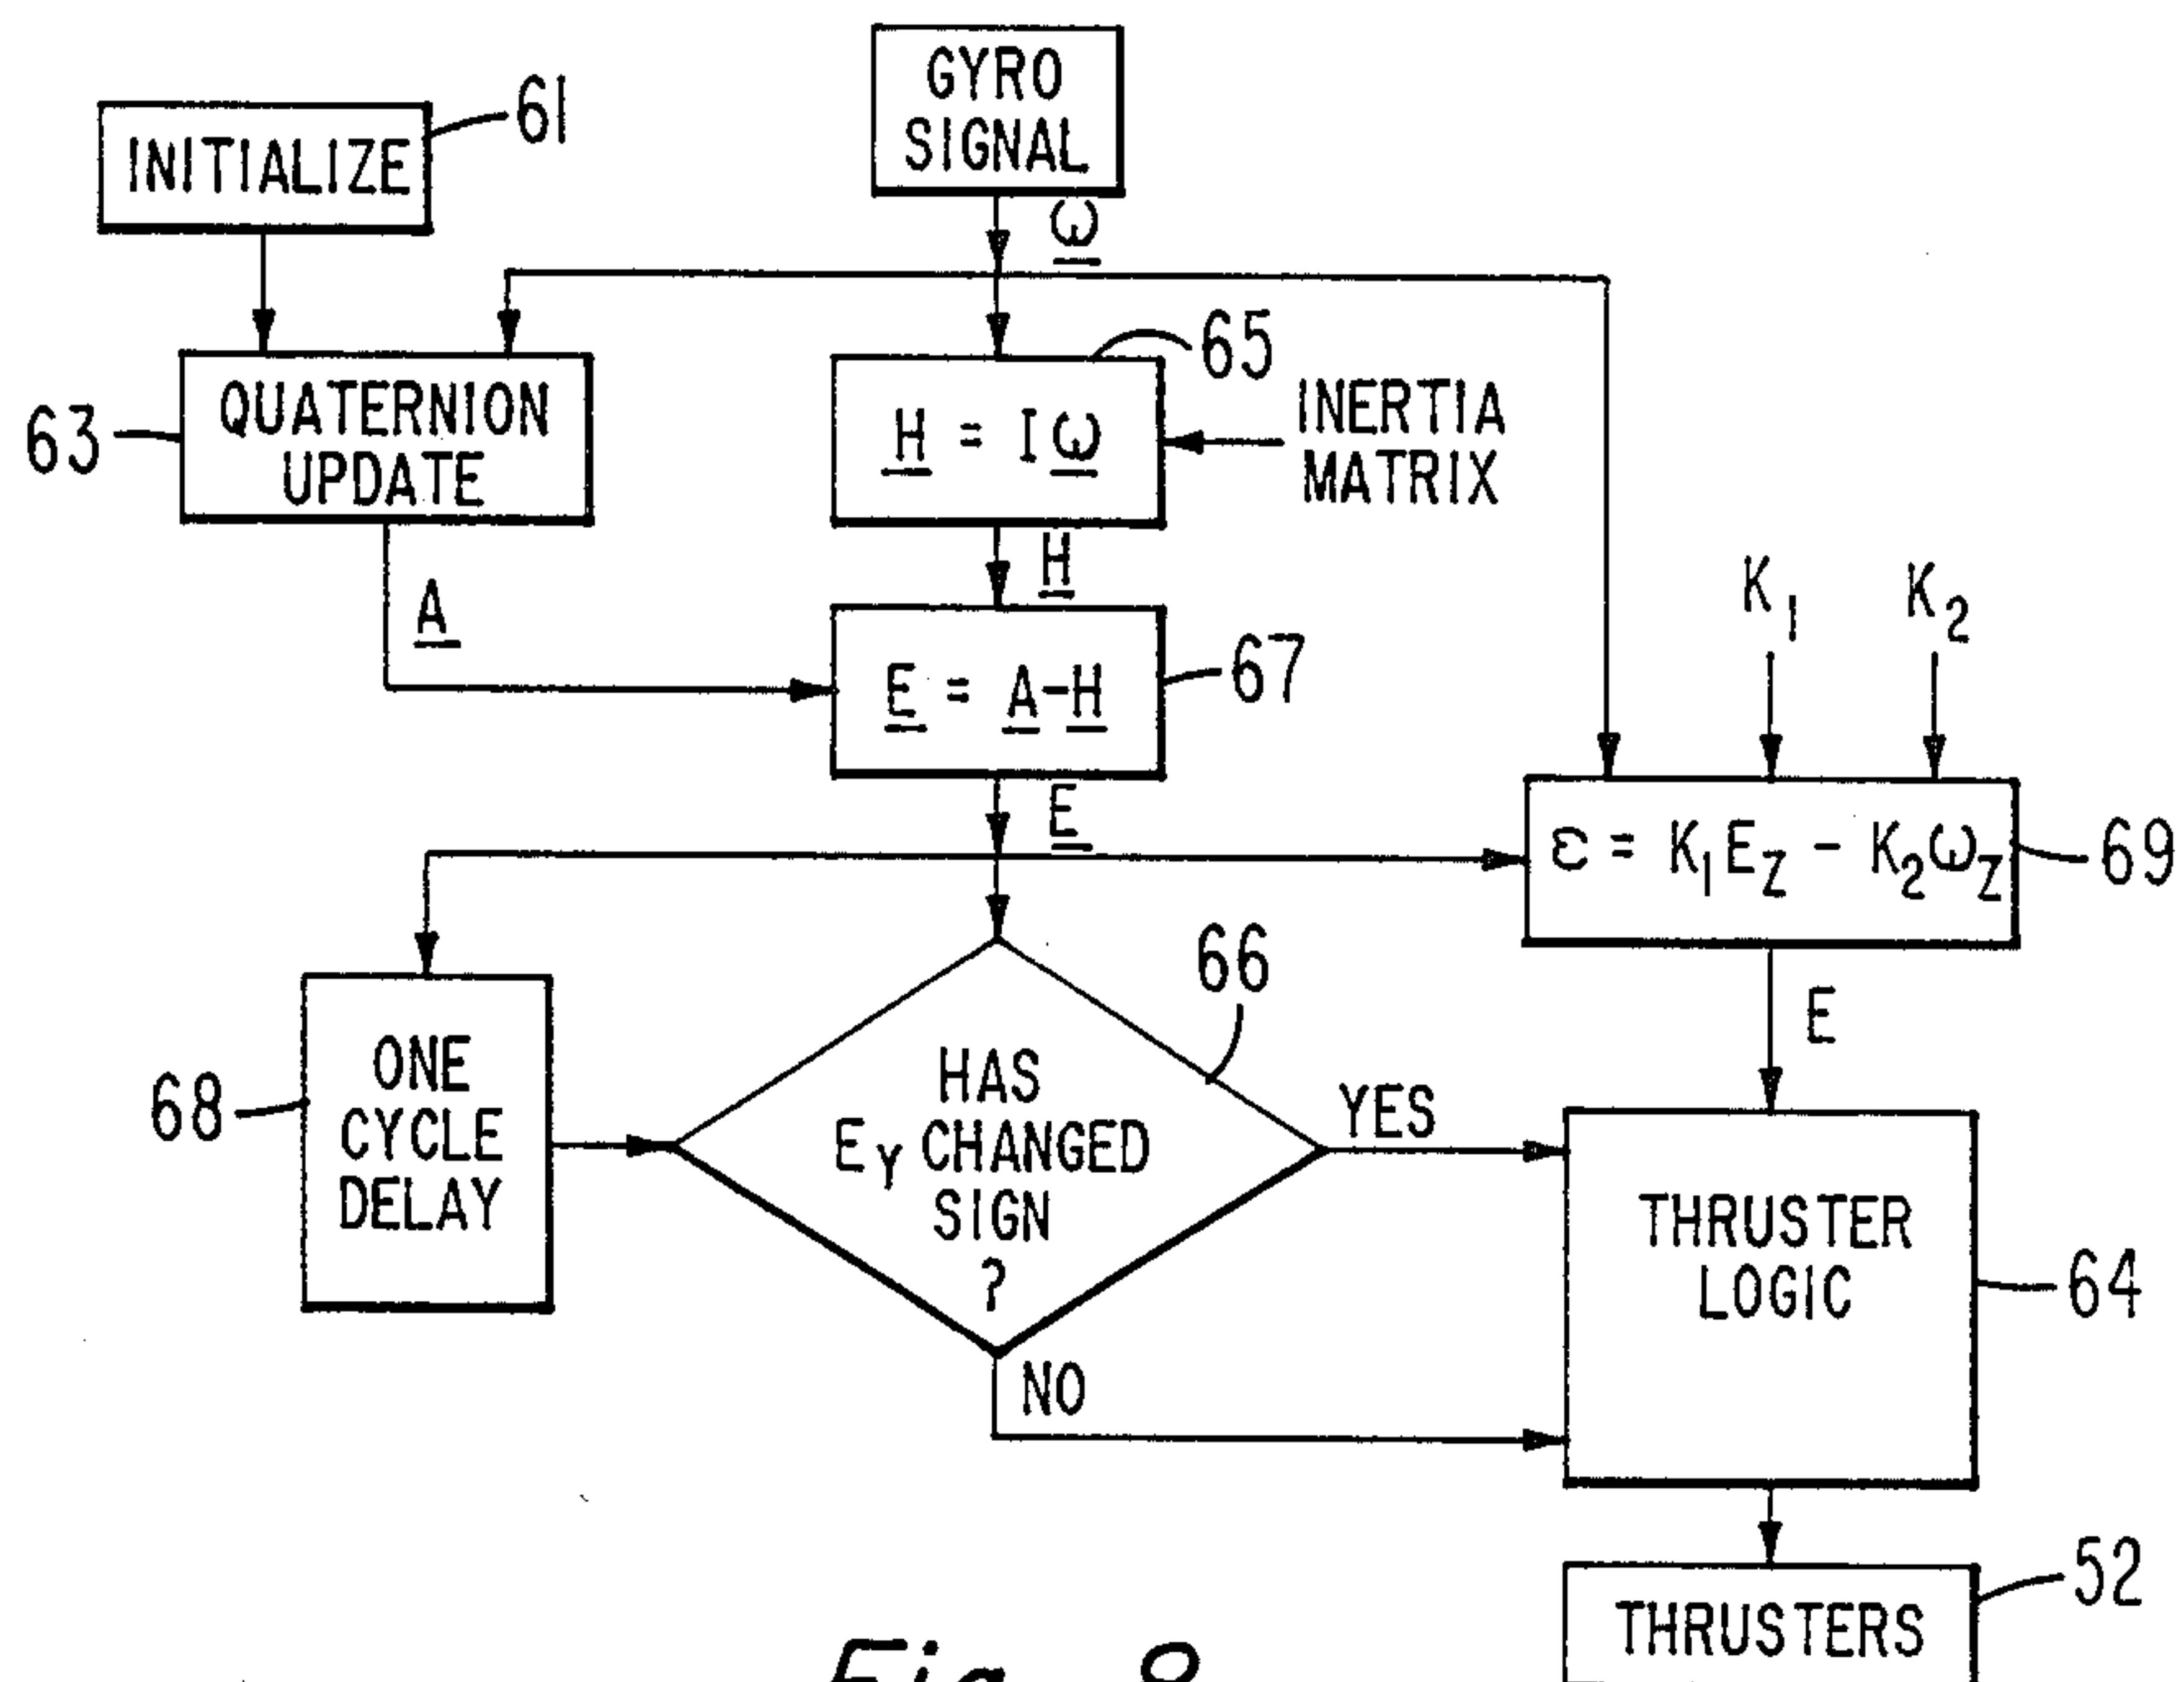 GYRO
SIGNAL
61
INITIALIZE
ω
65
63
QUATERNION
UPDATE
H = Iω
INERTIA
MATRIX
H
A
K1
K2
E = A-H
67
E
ε = K1EZ - K2ωZ
69
66
E
68
ONE
CYCLE
DELAY
HAS
EY CHANGED
SIGN
?
YES
THRUSTER
LOGIC
64
NO
52
THRUSTERS